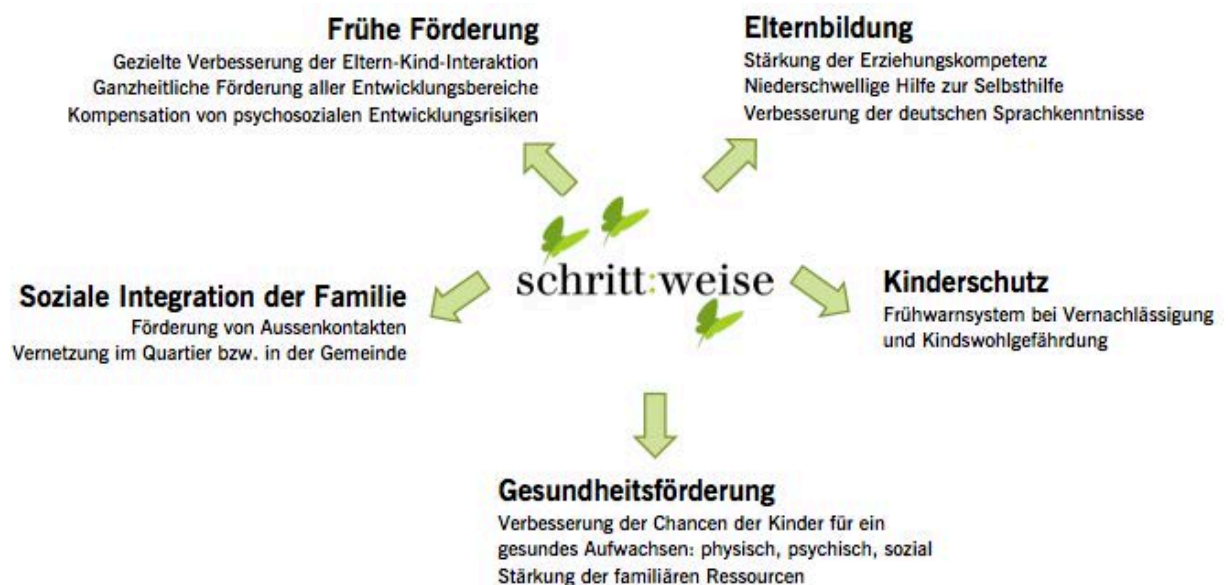 Frühe Förderung
Gezielte Verbesserung der Eltern-Kind-Interaktion
Ganzheitliche Förderung aller Entwicklungsbereiche
Kompensation von psychosozialen Entwicklungsrisiken
Elternbildung
Stärkung der Erziehungskompetenz
Niederschwellige Hilfe zur Selbsthilfe
Verbesserung der deutschen Sprachkenntnisse
schritt:weise
Soziale Integration der Familie
Förderung von Aussenkontakten
Vernetzung im Quartier bzw. in der Gemeinde
Kinderschutz
Frühwarnsystem bei Vernachlässigung
und Kindswohlgefährdung
Gesundheitsförderung
Verbesserung der Chancen der Kinder für ein
gesundes Aufwachsen: physisch, psychisch, sozial
Stärkung der familiären Ressourcen